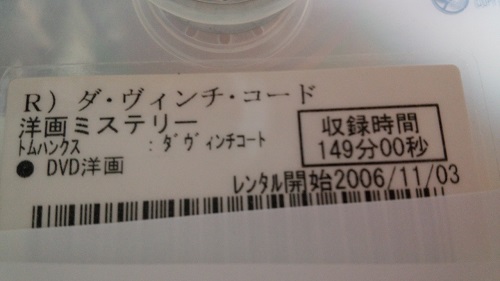 R) ダ・ヴィンチ・コード
洋画ミステリー
トムハンクス : ダヴィンチコート
● DVD洋画
収録時間
149分00秒
レンタル開始2006/11/03